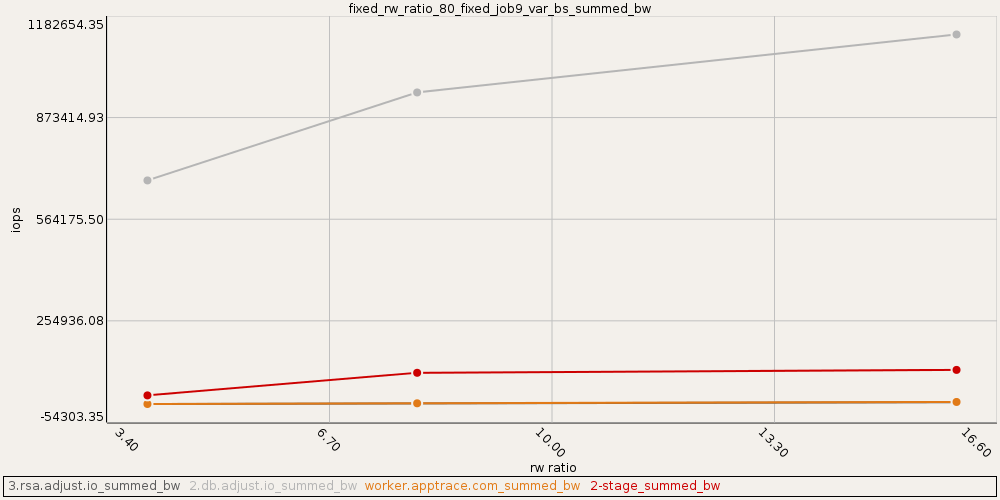 fixed_rw_ratio_80_fixed_job9_var_bs_summed_bw
1182654.35
873414.93
564175.50
254936.08
-54303.35
iops
3.40
6.70
10.00
13.30
16.60
rw ratio
3.rsa.adjust.io_summed_bw 2.db.adjust.io_summed_bw worker.apptrace.com_summed_bw 2-stage_summed_bw